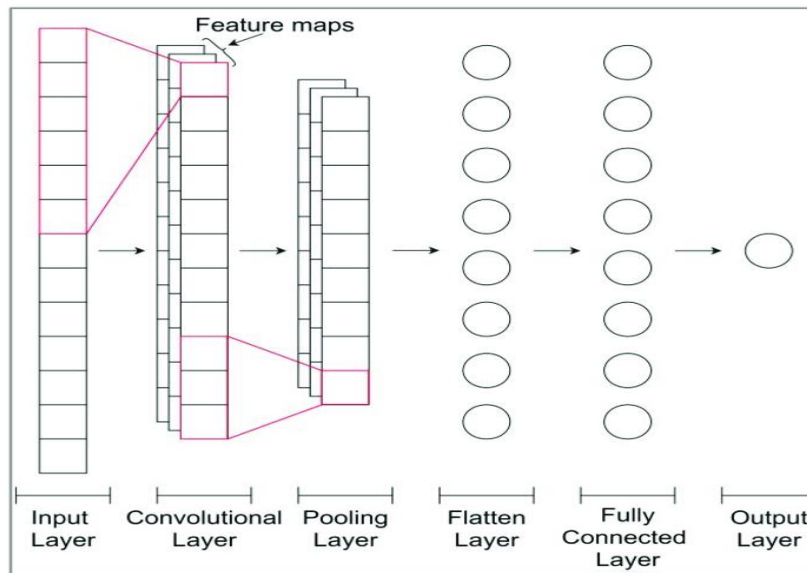 Feature maps
Input
Layer
Convolutional
Layer
Pooling
Layer
Flatten
Layer
Fully
Connected
Layer
Output
Layer